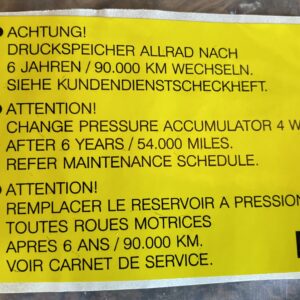 ACHTUNG!
DRUCKSPEICHER ALLRAD NACH
6 JAHREN / 90.000 KM WECHSELN.
SIEHE KUNDENDIENSTSCHECKHEFT.
ATTENTION!
CHANGE PRESSURE ACCUMULATOR 4 W
AFTER 6 YEARS / 54.000 MILES.
REFER MAINTENANCE SCHEDULE.
ATTENTION!
REMPLACER LE RESERVOIR A PRESSION
TOUTES ROUES MOTRICES
APRES 6 ANS / 90.000 KM.
VOIR CARNET DE SERVICE.